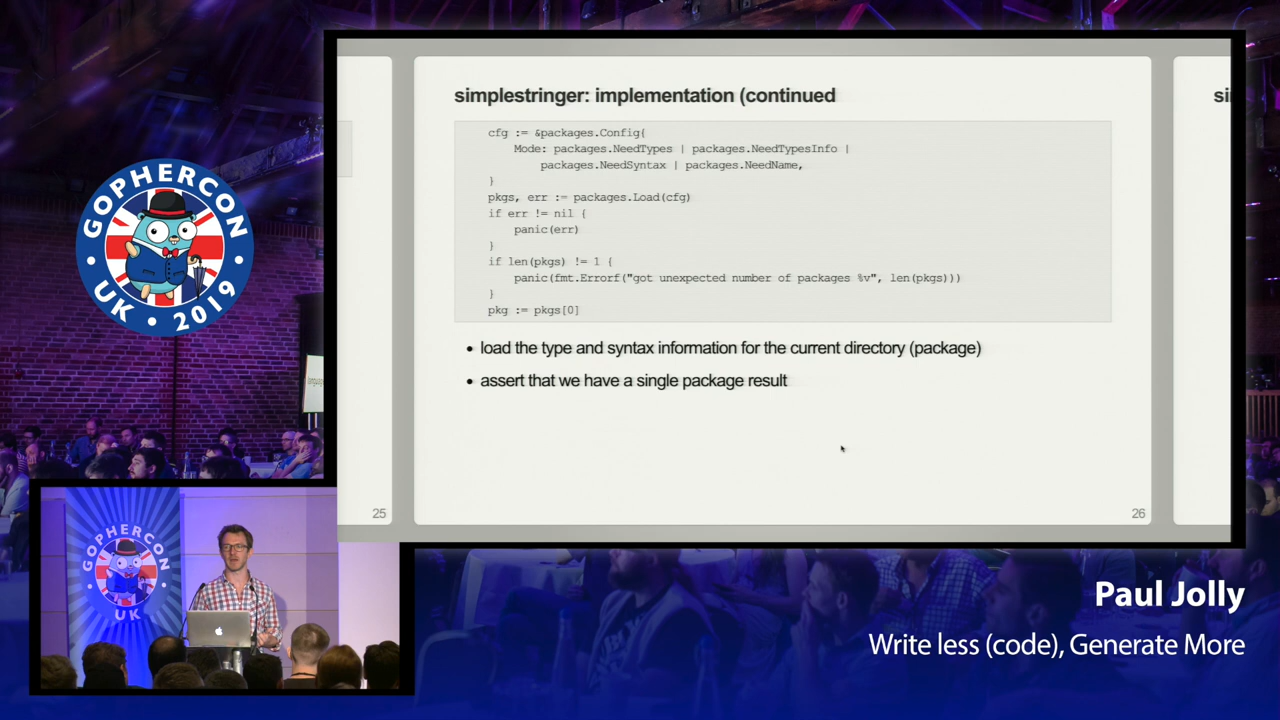 GOPHERCON
UK • 2019
simplestringer: implementation (continued
si
cfg := &packages.Config{
Mode: packages.NeedTypes | packages.NeedTypesInfo |
packages.NeedSyntax | packages.NeedName,
}
pkgs, err := packages.Load(cfg)
if err != nil {
panic(err)
}
if len(pkgs) != 1 {
panic(fmt.Errorf("got unexpected number of packages %v", len(pkgs)))
}
pkg := pkgs[0]
• load the type and syntax information for the current directory (package)
• assert that we have a single package result
25
26
GOPHERCON
UK
Paul Jolly
Write less (code), Generate More